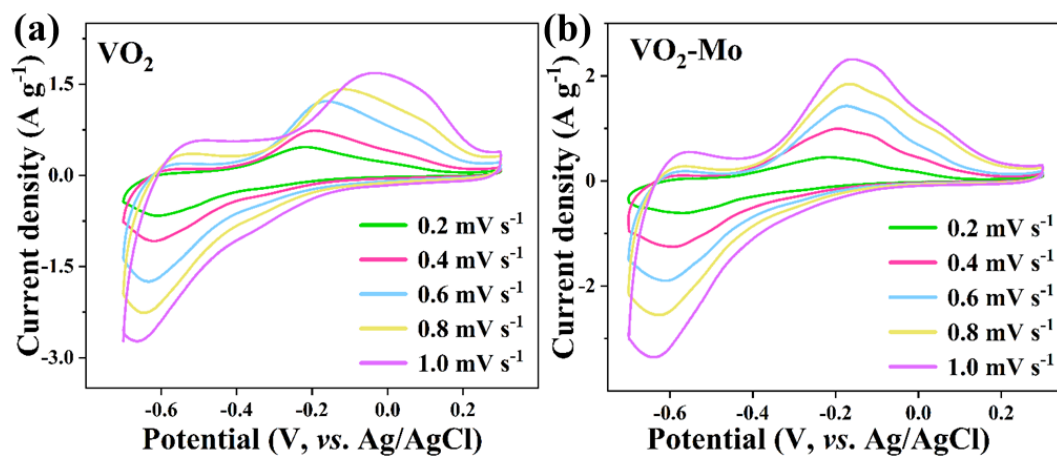 (a)
VO₂
Current density (A g⁻¹)
1.5
0.0
-1.5
-3.0
-0.6
-0.4
-0.2
0.0
0.2
Potential (V, vs. Ag/AgCl)
0.2 mV s⁻¹
0.4 mV s⁻¹
0.6 mV s⁻¹
0.8 mV s⁻¹
1.0 mV s⁻¹
(b)
VO₂-Mo
Current density (A g⁻¹)
2
0
-2
-0.6
-0.4
-0.2
0.0
0.2
Potential (V, vs. Ag/AgCl)
0.2 mV s⁻¹
0.4 mV s⁻¹
0.6 mV s⁻¹
0.8 mV s⁻¹
1.0 mV s⁻¹